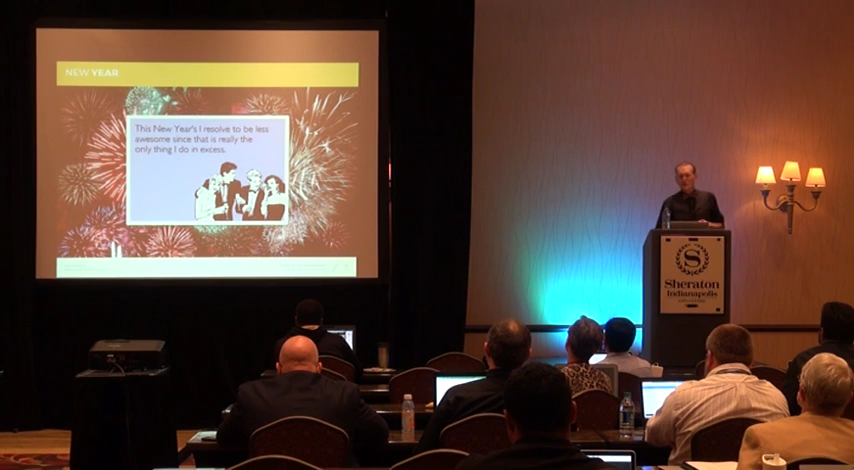 NEW YEAR
This New Year's I resolve to be less
awesome since that is really the
only thing I do in excess.
S
Sheraton
Indianapolis